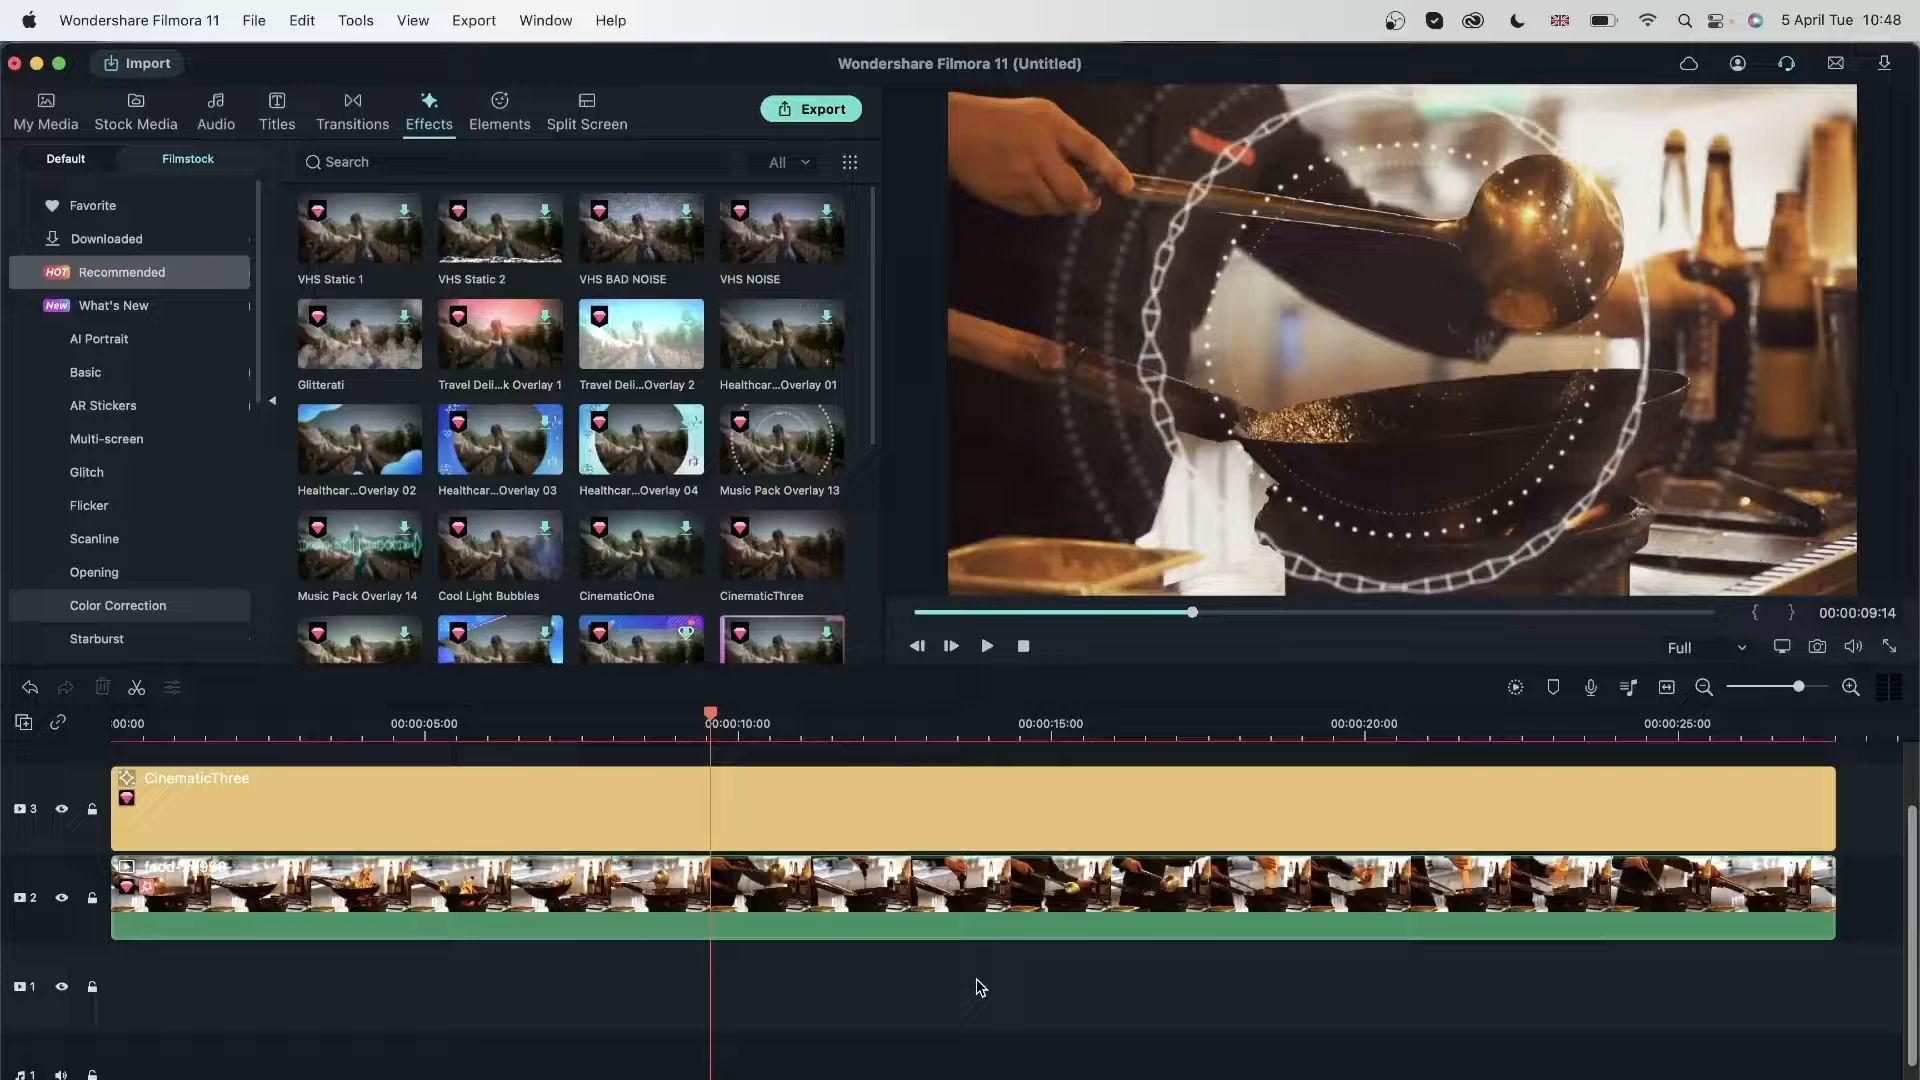 Wondershare Filmora 11 File Edit Tools View Export Window Help 5 April Tue 10:48
Import Wondershare Filmora 11 (Untitled)
My Media Stock Media Audio Titles Transitions Effects Elements Split Screen Export
Default Filmstock Search All
Favorite
Downloaded
HOT Recommended
New What's New
AI Portrait
Basic
AR Stickers
Multi-screen
Glitch
Flicker
Scanline
Opening
Color Correction
Starburst
VHS Static 1 VHS Static 2 VHS BAD NOISE VHS NOISE
Glitterati Travel Deli...k Overlay 1 Travel Deli...Overlay 2 Healthcar...Overlay 01
Healthcar...Overlay 02 Healthcar...Overlay 03 Healthcar...Overlay 04 Music Pack Overlay 13
Music Pack Overlay 14 Cool Light Bubbles CinematicOne CinematicThree
{ } 00:00:09:14
Full
:00:00 00:00:05:00 00:00:10:00 00:00:15:00 00:00:20:00 00:00:25:00
CinematicThree
3
2
1
1